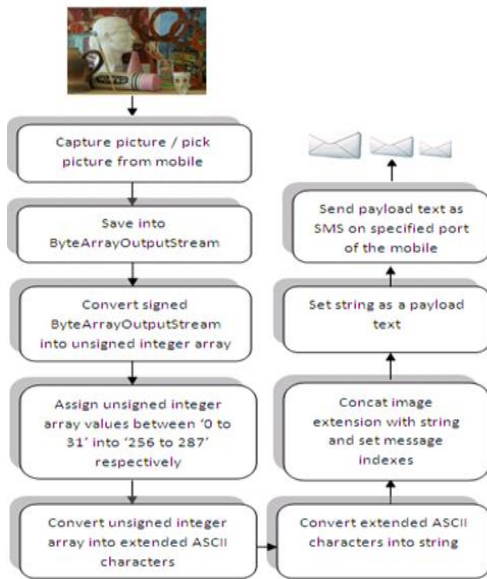 Capture picture / pick
picture from mobile
Save into
ByteArrayOutputStream
Convert signed
ByteArrayOutputStream
into unsigned integer array
Assign unsigned integer
array values between '0 to
31' into '256 to 287'
respectively
Convert unsigned integer
array into extended ASCII
characters
Convert extended ASCII
characters into string
Concat image
extension with string
and set message
indexes
Set string as a payload
text
Send payload text as
SMS on specified port
of the mobile